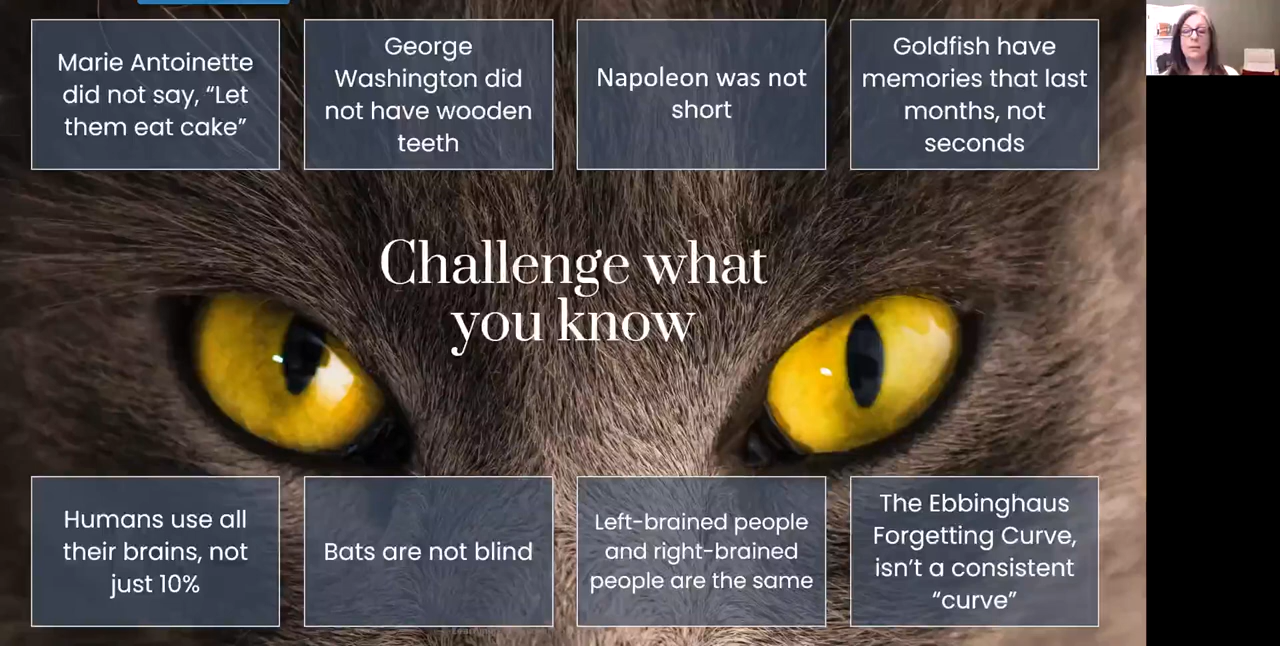 Marie Antoinette
did not say, “Let
them eat cake”
George
Washington did
not have wooden
teeth
Napoleon was not
short
Goldfish have
memories that last
months, not
seconds
Challenge what
you know
Humans use all
their brains, not
just 10%
Bats are not blind
Left-brained people
and right-brained
people are the same
The Ebbinghaus
Forgetting Curve,
isn’t a consistent
“curve”